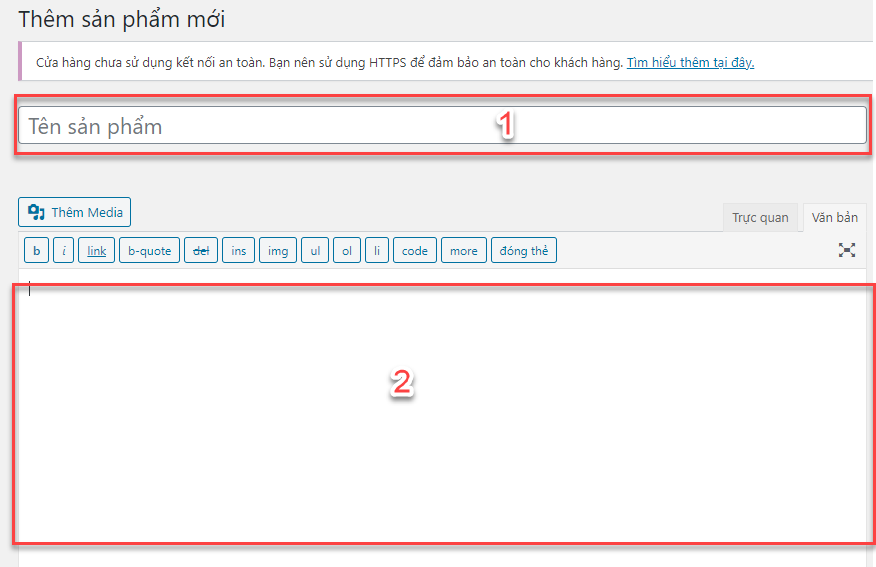 Thêm sản phẩm mới
Cửa hàng chưa sử dụng kết nối an toàn. Bạn nên sử dụng HTTPS để đảm bảo an toàn cho khách hàng. Tìm hiểu thêm tại đây.
Tên sản phẩm 1
Thêm Media
Trực quan Văn bản
b i link b-quote del ins img ul ol li code more đóng thẻ
2